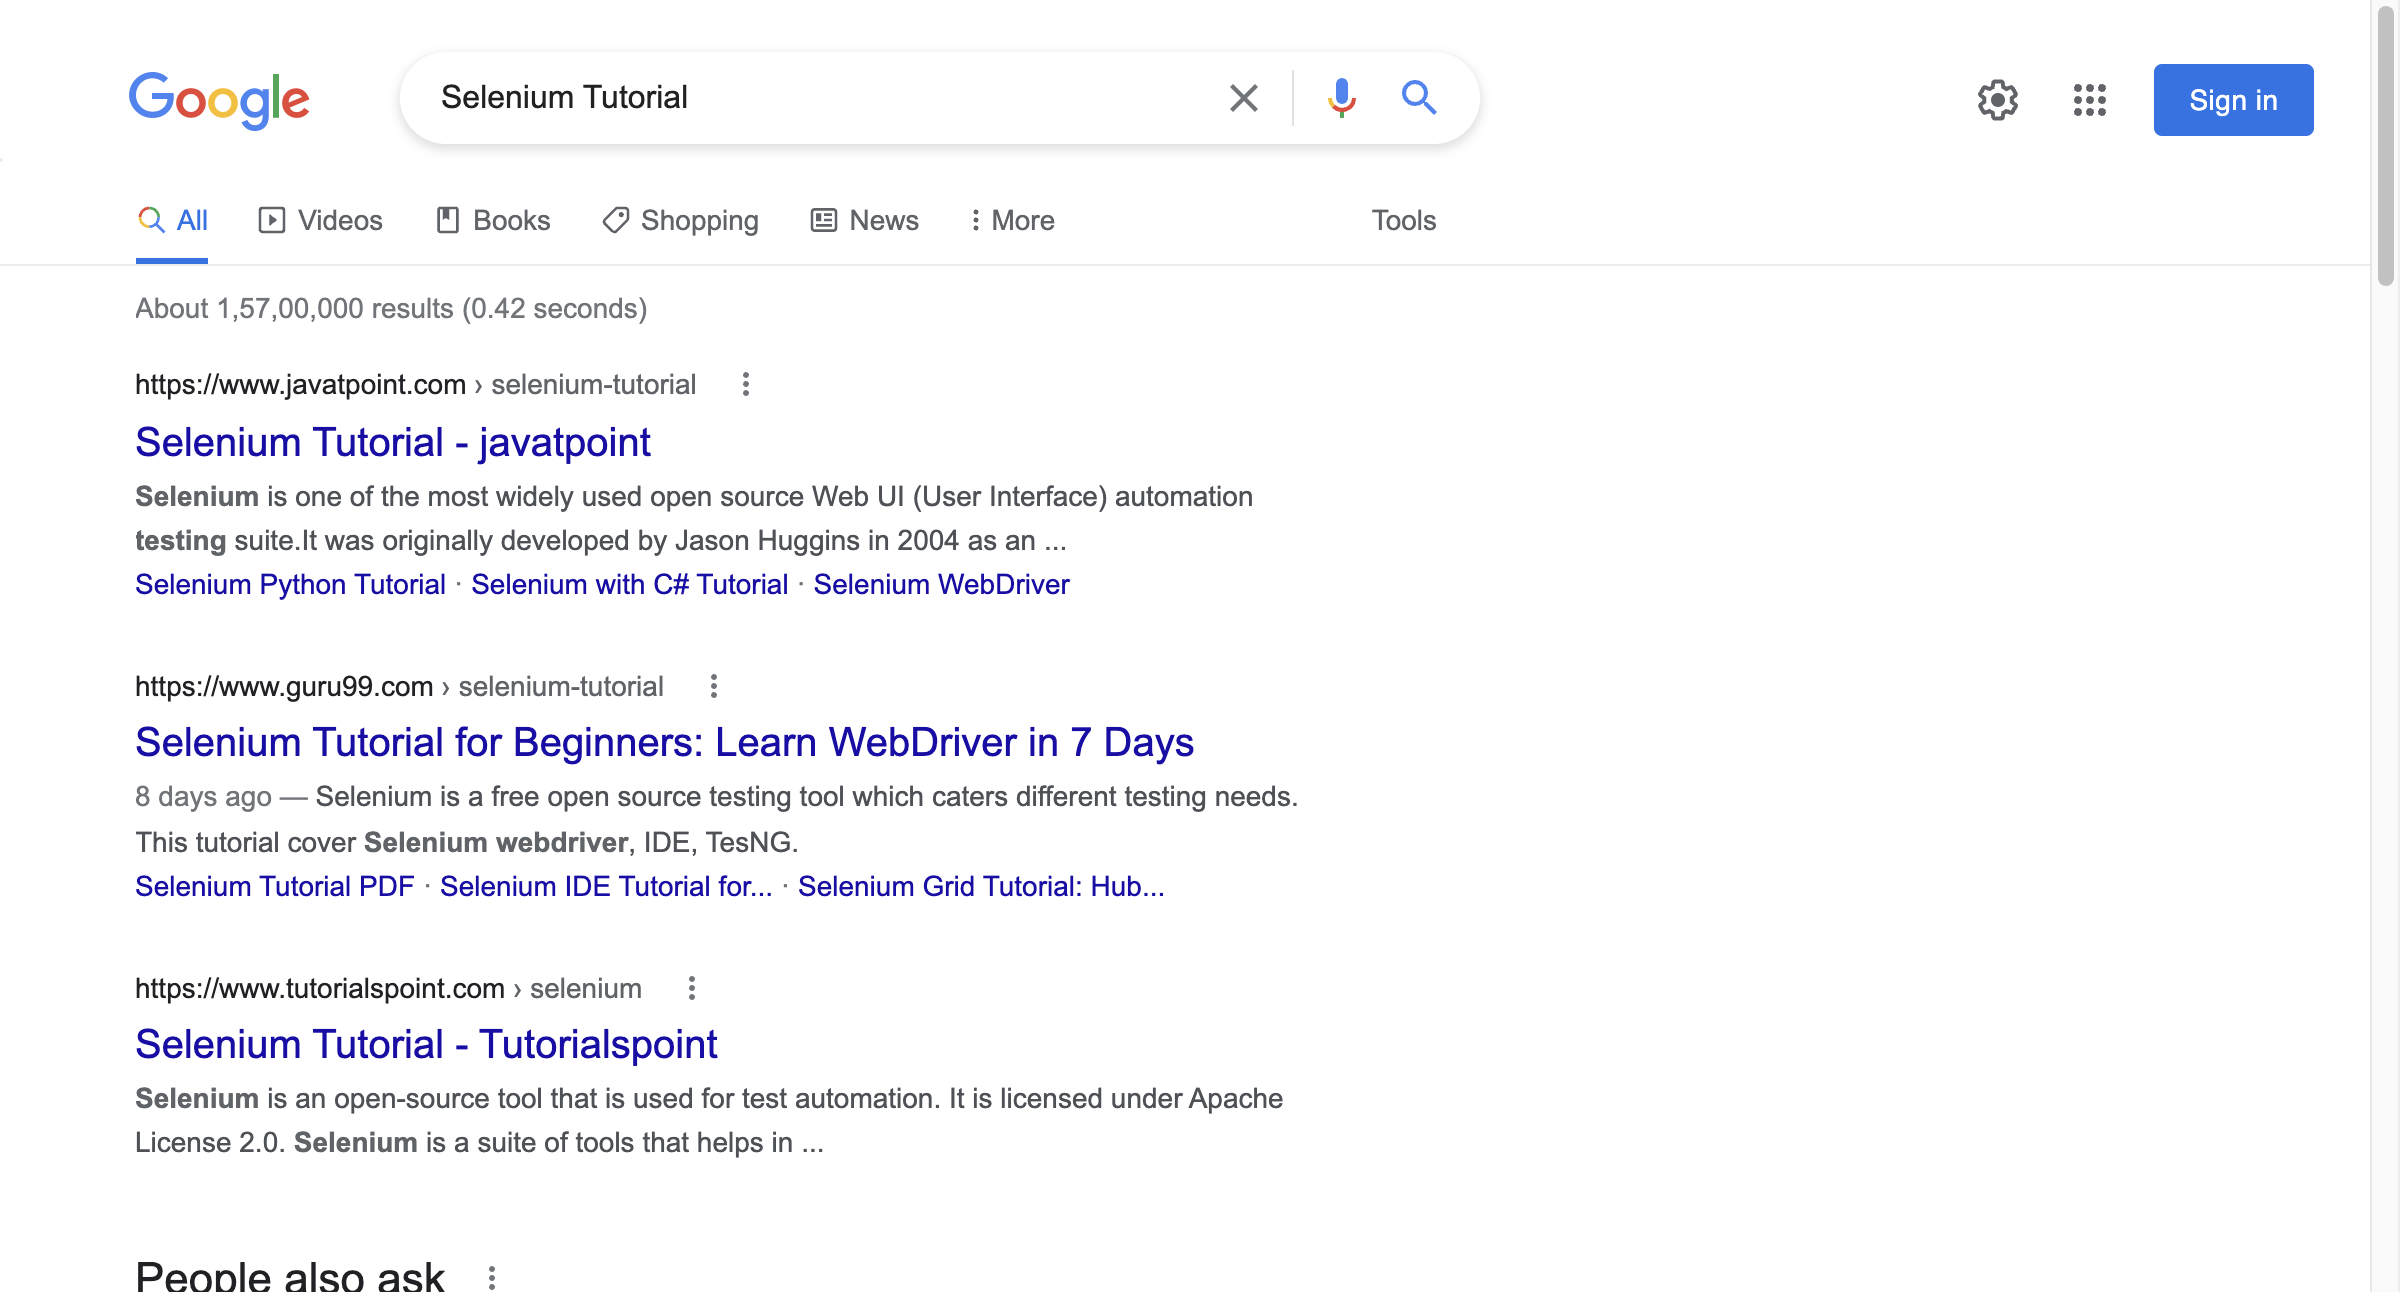 Google
Selenium Tutorial
Sign in
All Videos Books Shopping News More Tools
About 1,57,00,000 results (0.42 seconds)
https://www.javatpoint.com › selenium-tutorial
Selenium Tutorial - javatpoint
Selenium is one of the most widely used open source Web UI (User Interface) automation
testing suite.It was originally developed by Jason Huggins in 2004 as an ...
Selenium Python Tutorial · Selenium with C# Tutorial · Selenium WebDriver
https://www.guru99.com › selenium-tutorial
Selenium Tutorial for Beginners: Learn WebDriver in 7 Days
8 days ago — Selenium is a free open source testing tool which caters different testing needs.
This tutorial cover Selenium webdriver, IDE, TesNG.
Selenium Tutorial PDF · Selenium IDE Tutorial for... · Selenium Grid Tutorial: Hub...
https://www.tutorialspoint.com › selenium
Selenium Tutorial - Tutorialspoint
Selenium is an open-source tool that is used for test automation. It is licensed under Apache
License 2.0. Selenium is a suite of tools that helps in ...
People also ask